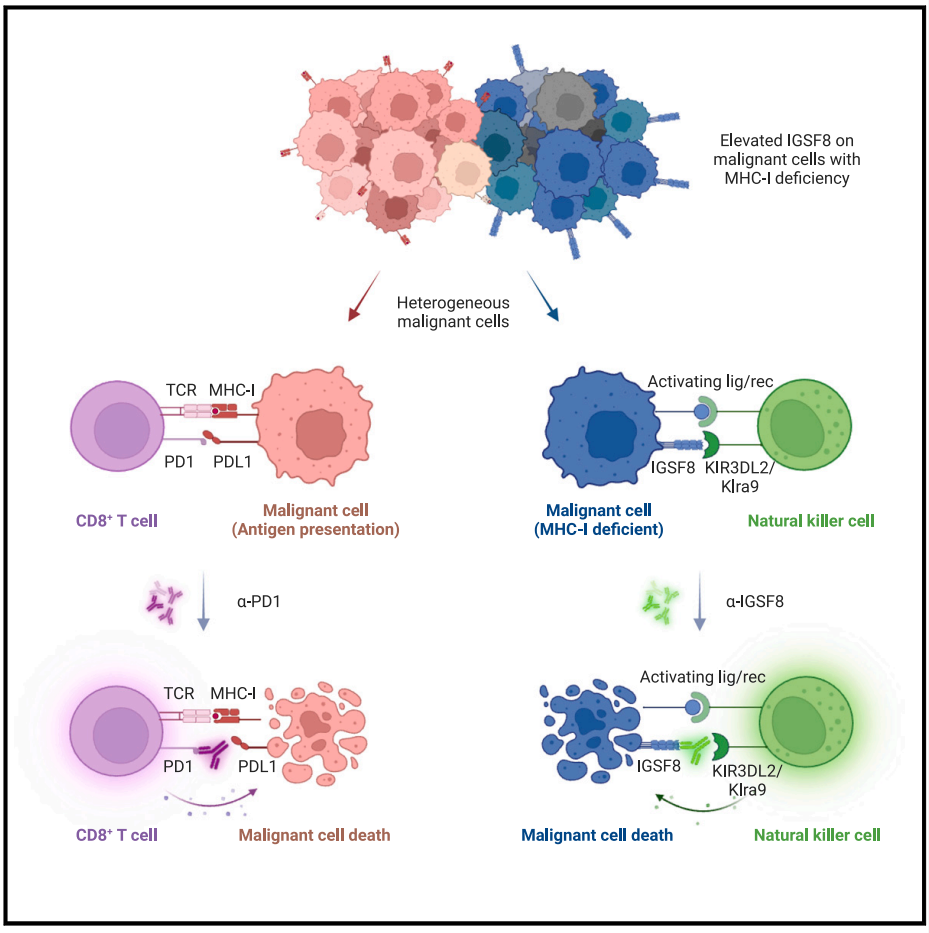 Elevated IGSF8 on
malignant cells with
MHC-I deficiency
Heterogeneous
malignant cells
TCR MHC-I
PD1 PDL1
CD8⁺ T cell
Malignant cell
(Antigen presentation)
Activating lig/rec
IGSF8 KIR3DL2/
Klra9
Malignant cell
(MHC-I deficient)
Natural killer cell
α-PD1
α-IGSF8
TCR MHC-I
PD1 PDL1
CD8⁺ T cell
Malignant cell death
Activating lig/rec
IGSF8 KIR3DL2/
Klra9
Malignant cell death
Natural killer cell